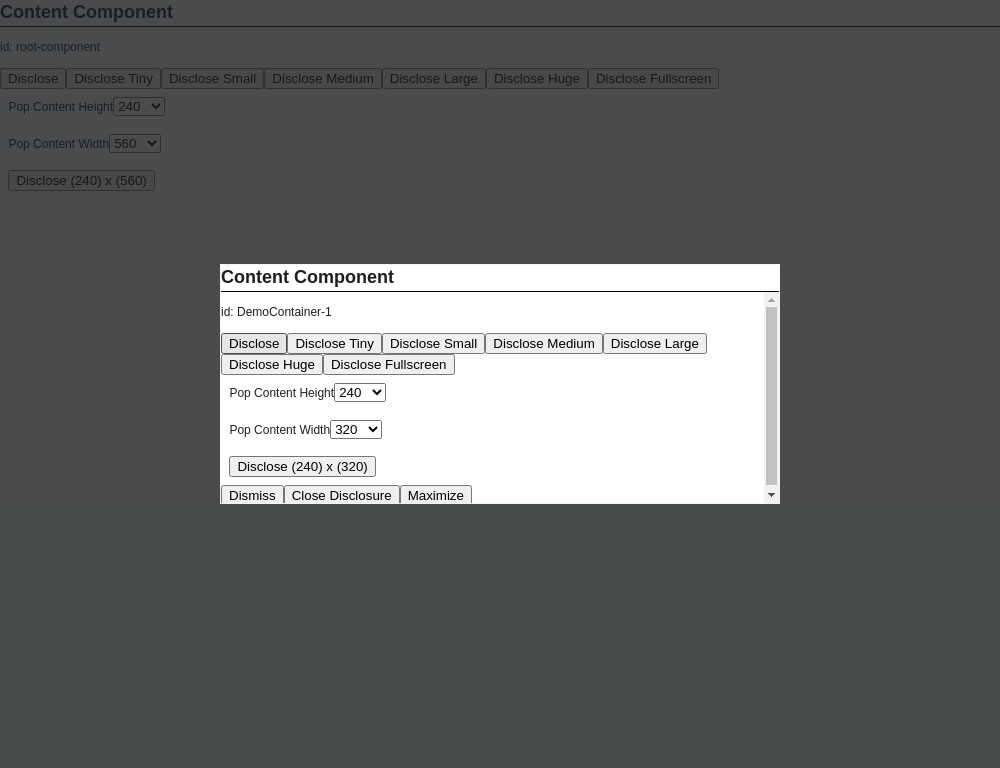 Content Component
id: root-component
Disclose Disclose Tiny Disclose Small Disclose Medium Disclose Large Disclose Huge Disclose Fullscreen
Pop Content Height 240
Pop Content Width 560
Disclose (240) x (560)
Content Component
id: DemoContainer-1
Disclose Disclose Tiny Disclose Small Disclose Medium Disclose Large
Disclose Huge Disclose Fullscreen
Pop Content Height 240
Pop Content Width 320
Disclose (240) x (320)
Dismiss Close Disclosure Maximize